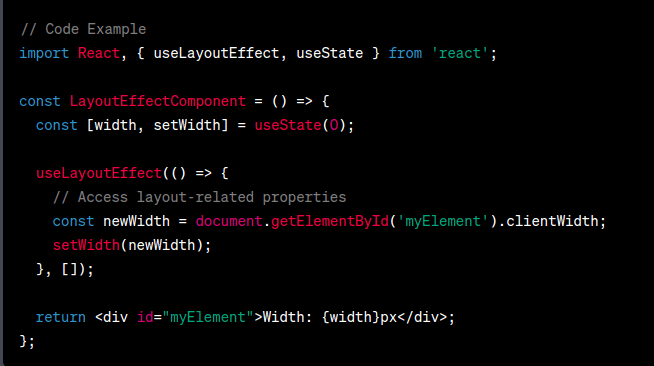 // Code Example
import React, { useLayoutEffect, useState } from 'react';
const LayoutEffectComponent = () => {
const [width, setWidth] = useState(0);
useLayoutEffect(() => {
// Access layout-related properties
const newWidth = document.getElementById('myElement').clientWidth;
setWidth(newWidth);
}, []);
return <div id="myElement">Width: {width}px</div>;
};